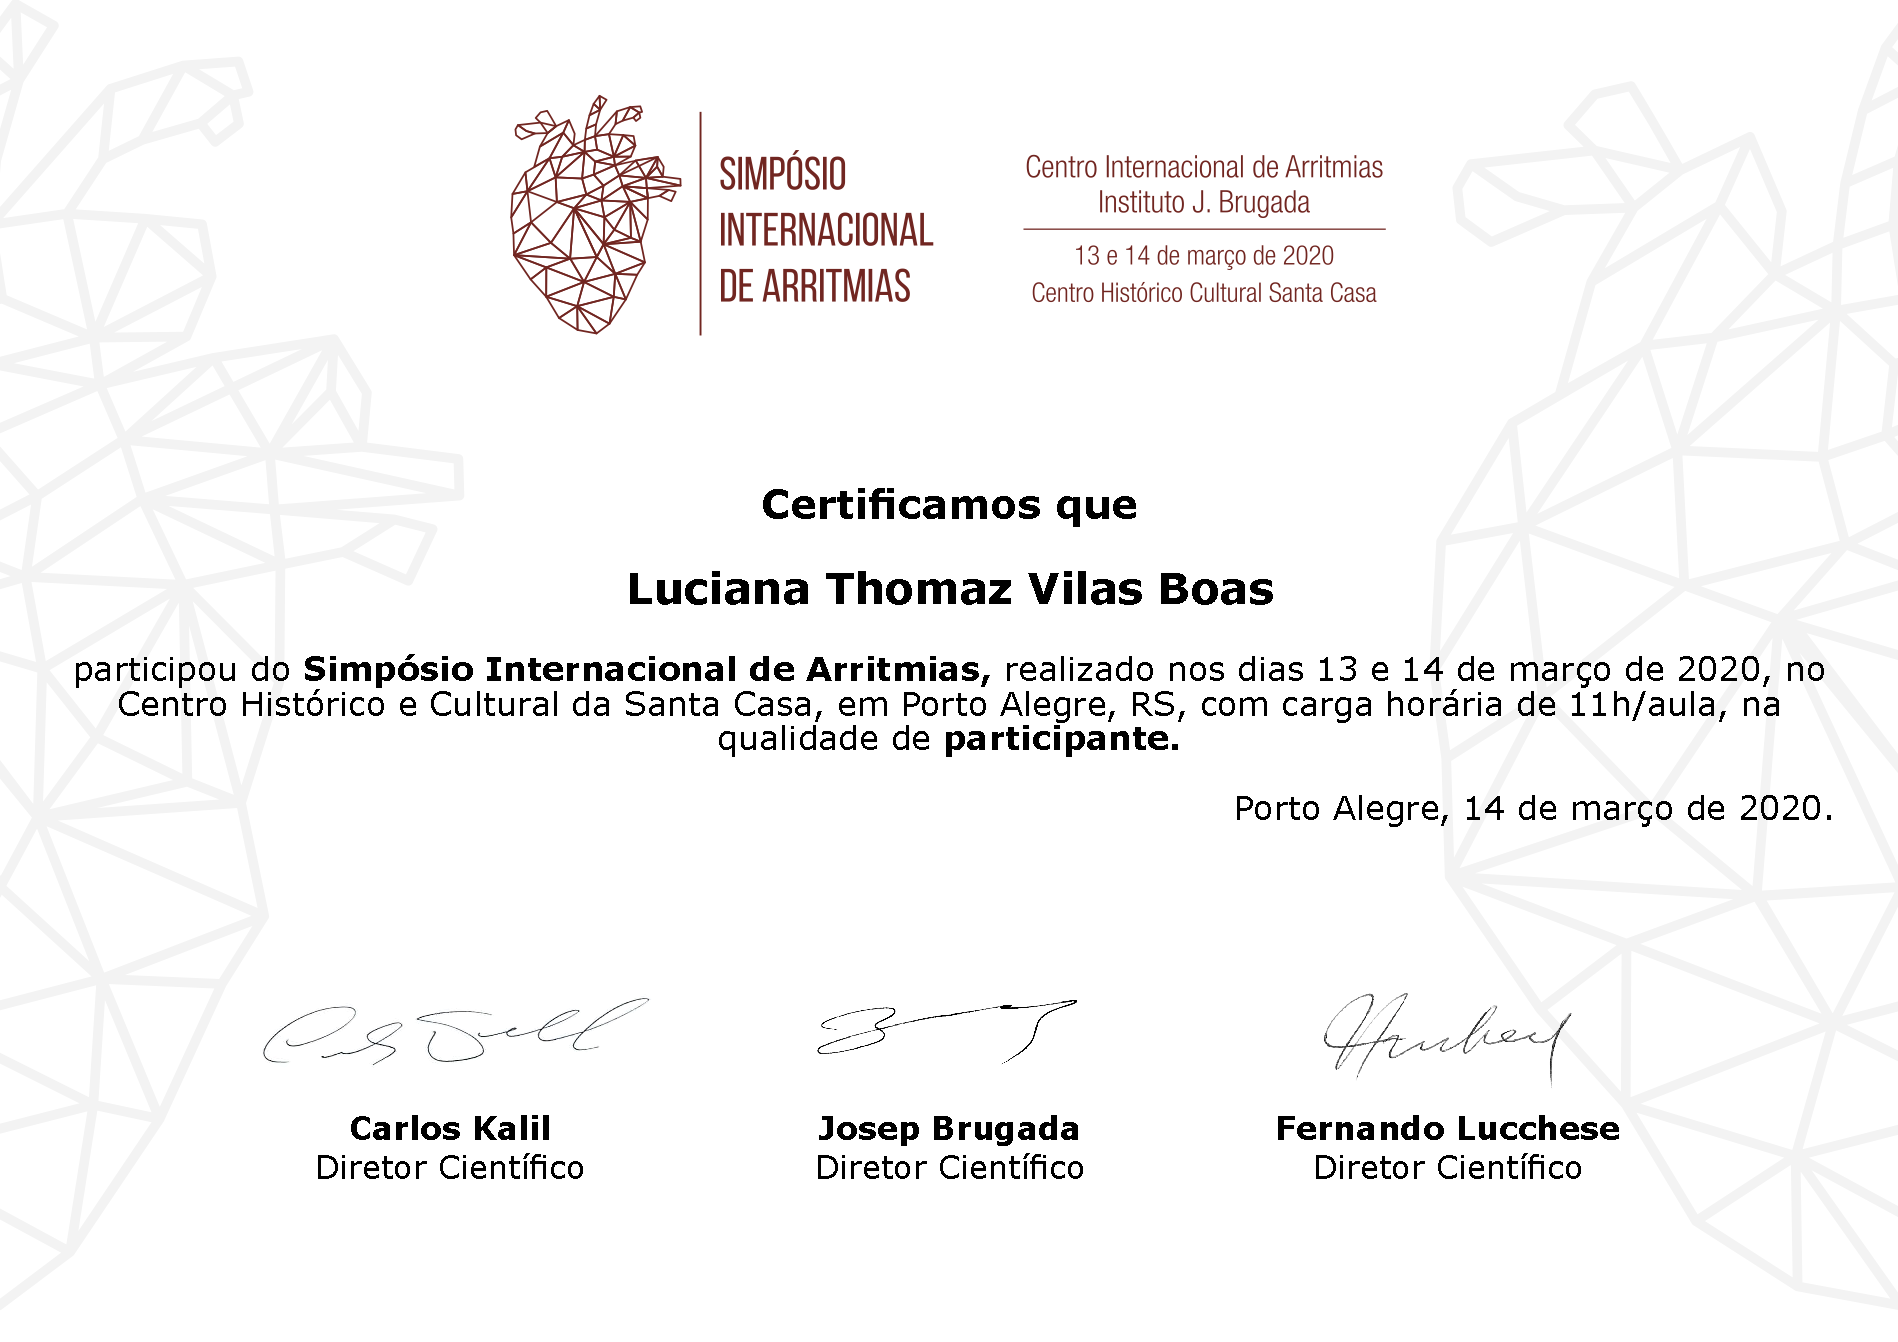 SIMPÓSIO
INTERNACIONAL
DE ARRITMIAS
Centro Internacional de Arritmias
Instituto J. Brugada
13 e 14 de março de 2020
Centro Histórico Cultural Santa Casa
Certificamos que
Luciana Thomaz Vilas Boas
participou do Simpósio Internacional de Arritmias, realizado nos dias 13 e 14 de março de 2020, no
Centro Histórico e Cultural da Santa Casa, em Porto Alegre, RS, com carga horária de 11h/aula, na
qualidade de participante.
Porto Alegre, 14 de março de 2020.
Carlos Kalil
Diretor Científico
Josep Brugada
Diretor Científico
Fernando Lucchese
Diretor Científico